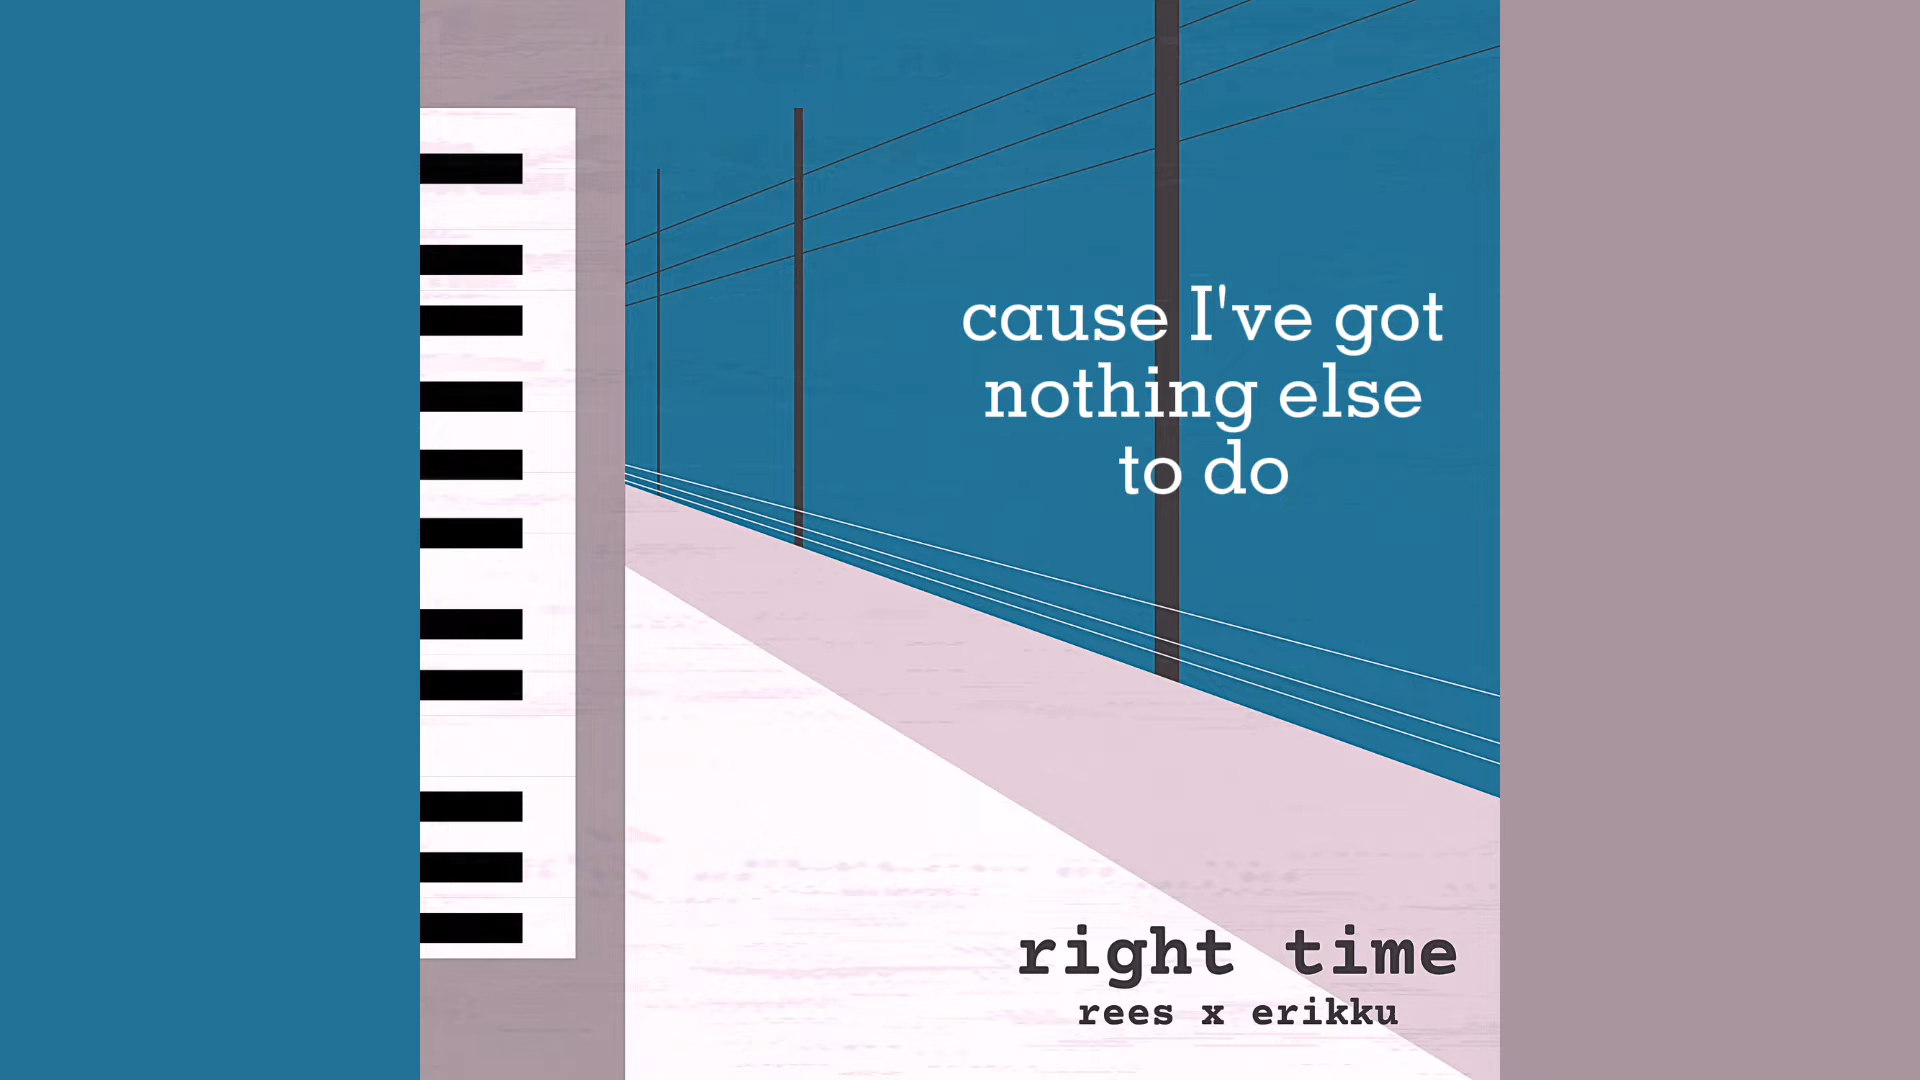 cause I've got
nothing else
to do
right time
rees x erikku